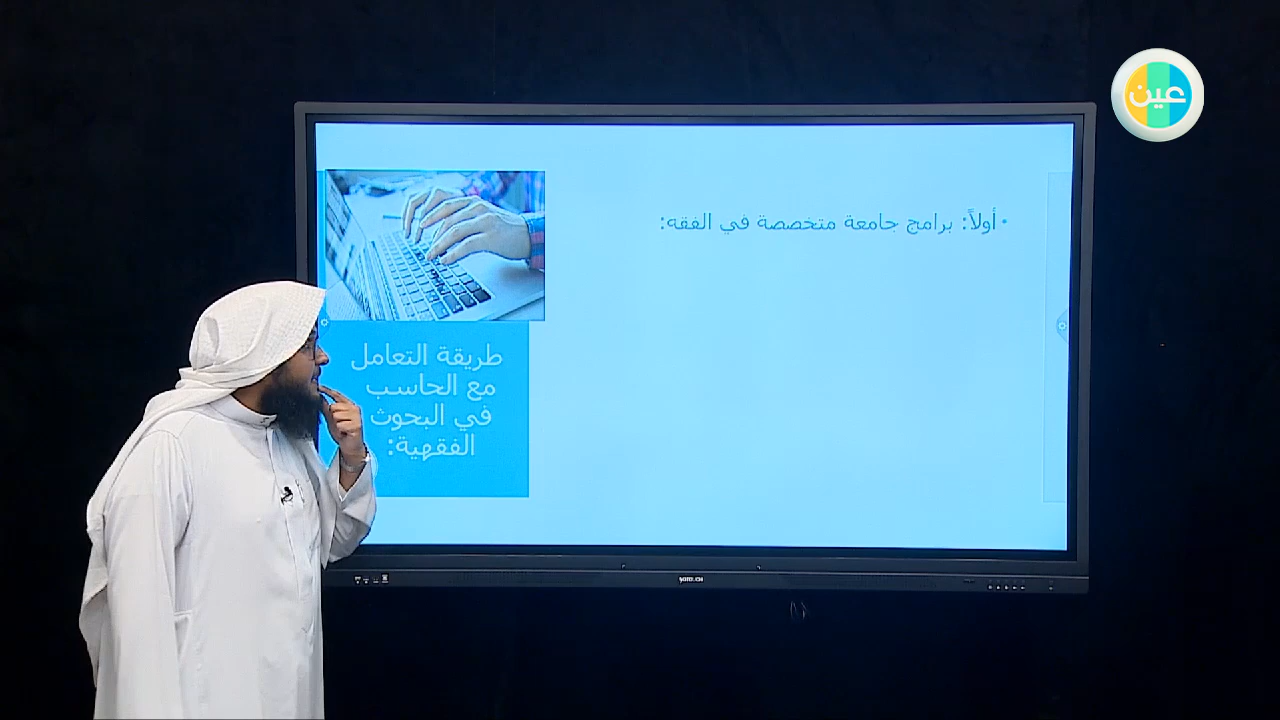 عين
• أولاً: برامج جامعة متخصصة في الفقه:
طريقة التعامل
مع الحاسب
في البحوث
الفقهية: